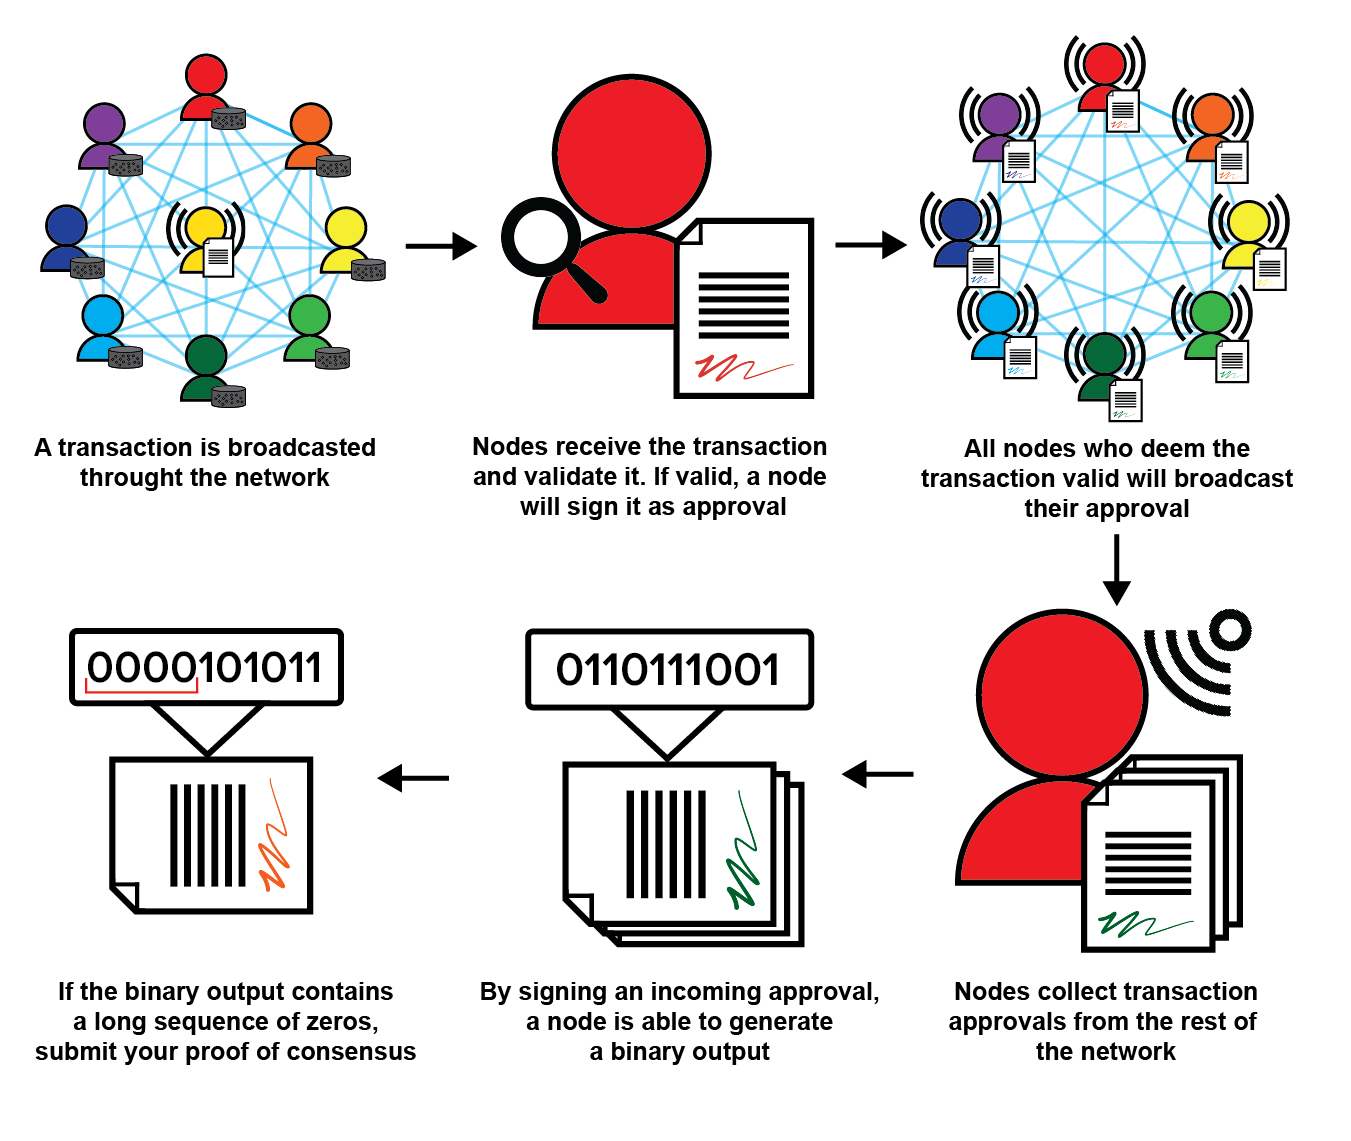 A transaction is broadcasted
throught the network
Nodes receive the transaction
and validate it. If valid, a node
will sign it as approval
All nodes who deem the
transaction valid will broadcast
their approval
0000101011
0110111001
If the binary output contains
a long sequence of zeros,
submit your proof of consensus
By signing an incoming approval,
a node is able to generate
a binary output
Nodes collect transaction
approvals from the rest of
the network